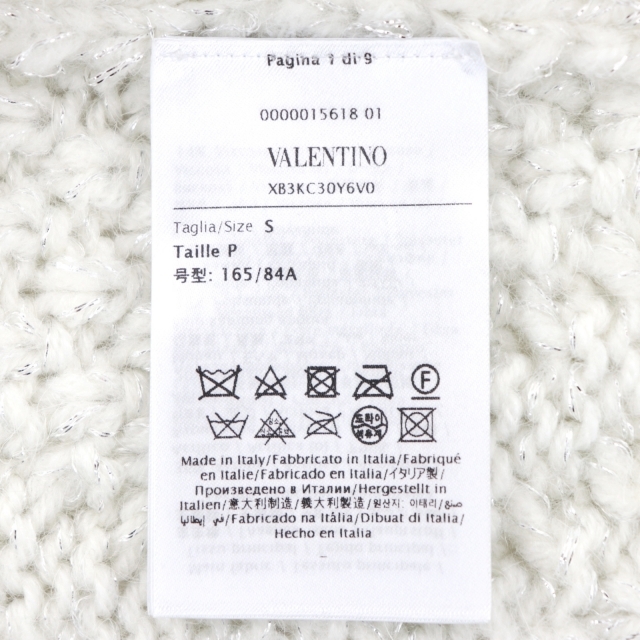 Pagina 1 di 9
0000015618 01
VALENTINO
XB3KC30Y6V0
Taglia/Size S
Taille P
号型: 165/84A
F
Made in Italy/Fabbricato in Italia/Fabriqué
en Italie/Fabricado en Italia/イタリア製/
Произведено в Италии/Hergestellt in
Italien/意大利制造/義大利製造/원산지: 이태리/صنع
في إيطاليا/Fabricado na Itália/Dibuat di Italia/
Hecho en Italia